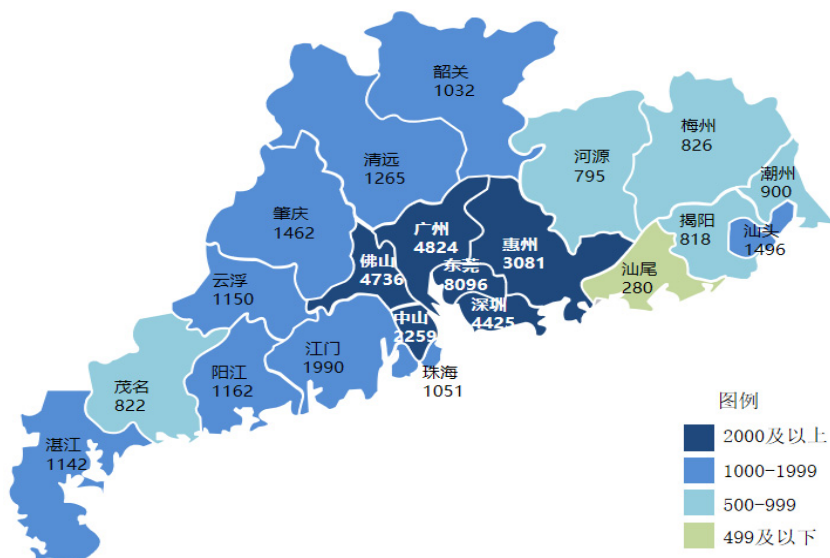 韶关
1032
清远
1265
河源
795
梅州
826
潮州
900
肇庆
1462
广州
4824
惠州
3081
揭阳
818
汕头
1496
佛山
4736
东莞
8096
汕尾
280
云浮
1150
深圳
4425
中山
2259
江门
1990
珠海
1051
阳江
1162
茂名
822
湛江
1142
图例
2000及以上
1000-1999
500-999
499及以下